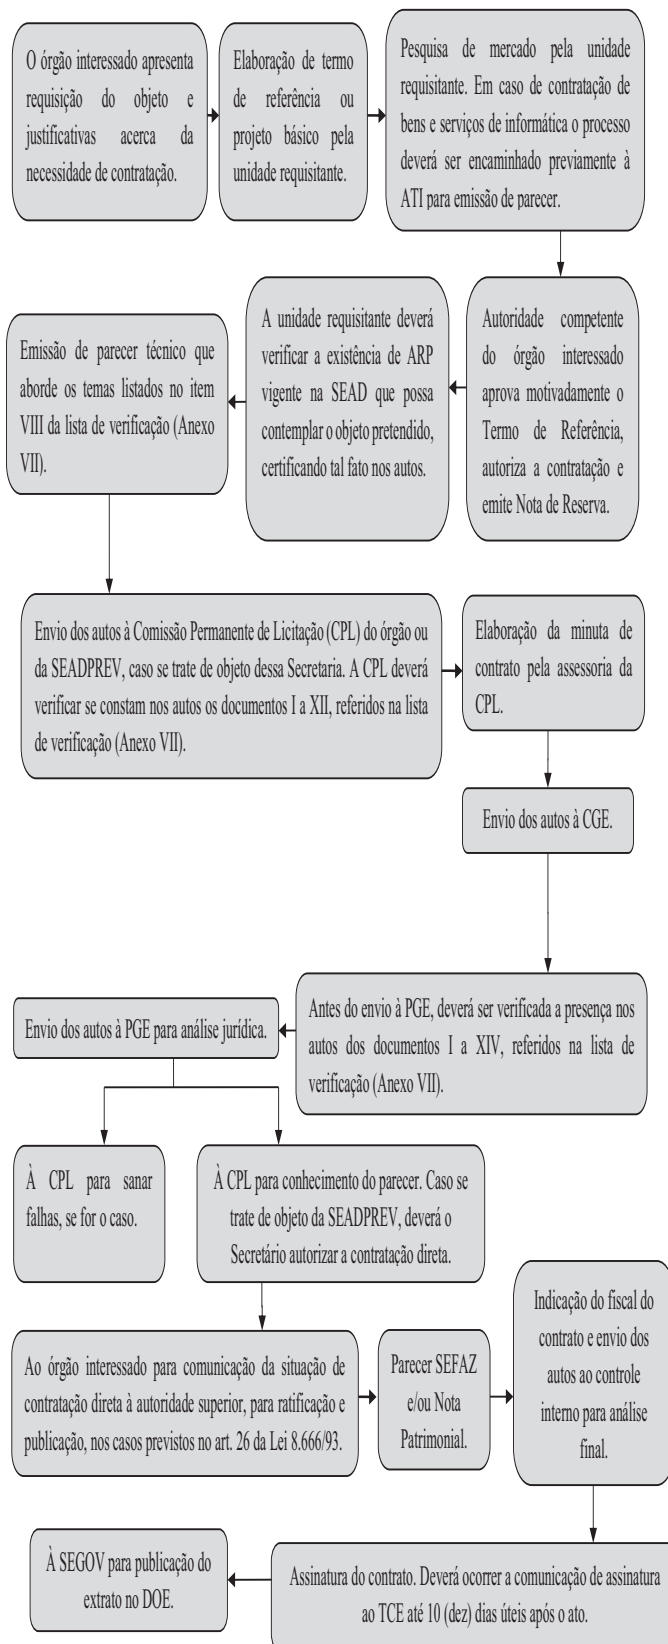 O órgão interessado apresenta
requisição do objeto e
justificativas acerca da
necessidade de contratação.
Elaboração de termo
de referência ou
projeto básico pela
unidade requisitante.
Pesquisa de mercado pela unidade
requisitante. Em caso de contratação de
bens e serviços de informática o processo
deverá ser encaminhado previamente à
ATI para emissão de parecer.
Autoridade competente
do órgão interessado
aprova motivadamente o
Termo de Referência,
autoriza a contratação e
emite Nota de Reserva.
A unidade requisitante deverá
verificar a existência de ARP
vigente na SEAD que possa
contemplar o objeto pretendido,
certificando tal fato nos autos.
Emissão de parecer técnico que
aborde os temas listados no item
VIII da lista de verificação (Anexo
VII).
Envio dos autos à Comissão Permanente de Licitação (CPL) do órgão ou
da SEADPREV, caso se trate de objeto dessa Secretaria. A CPL deverá
verificar se constam nos autos os documentos I a XII, referidos na lista
de verificação (Anexo VII).
Elaboração da minuta de
contrato pela assessoria da
CPL.
Envio dos autos à CGE.
Antes do envio à PGE, deverá ser verificada a presença nos
autos dos documentos I a XIV, referidos na lista de
verificação (Anexo VII).
Envio dos autos à PGE para análise jurídica.
À CPL para sanar
falhas, se for o caso.
À CPL para conhecimento do parecer. Caso se
trate de objeto da SEADPREV, deverá o
Secretário autorizar a contratação direta.
Ao órgão interessado para comunicação da situação de
contratação direta à autoridade superior, para ratificação e
publicação, nos casos previstos no art. 26 da Lei 8.666/93.
Parecer SEFAZ
e/ou Nota
Patrimonial.
Indicação do fiscal do
contrato e envio dos
autos ao controle
interno para análise
final.
Assinatura do contrato. Deverá ocorrer a comunicação de assinatura
ao TCE até 10 (dez) dias úteis após o ato.
À SEGOV para publicação do
extrato no DOE.